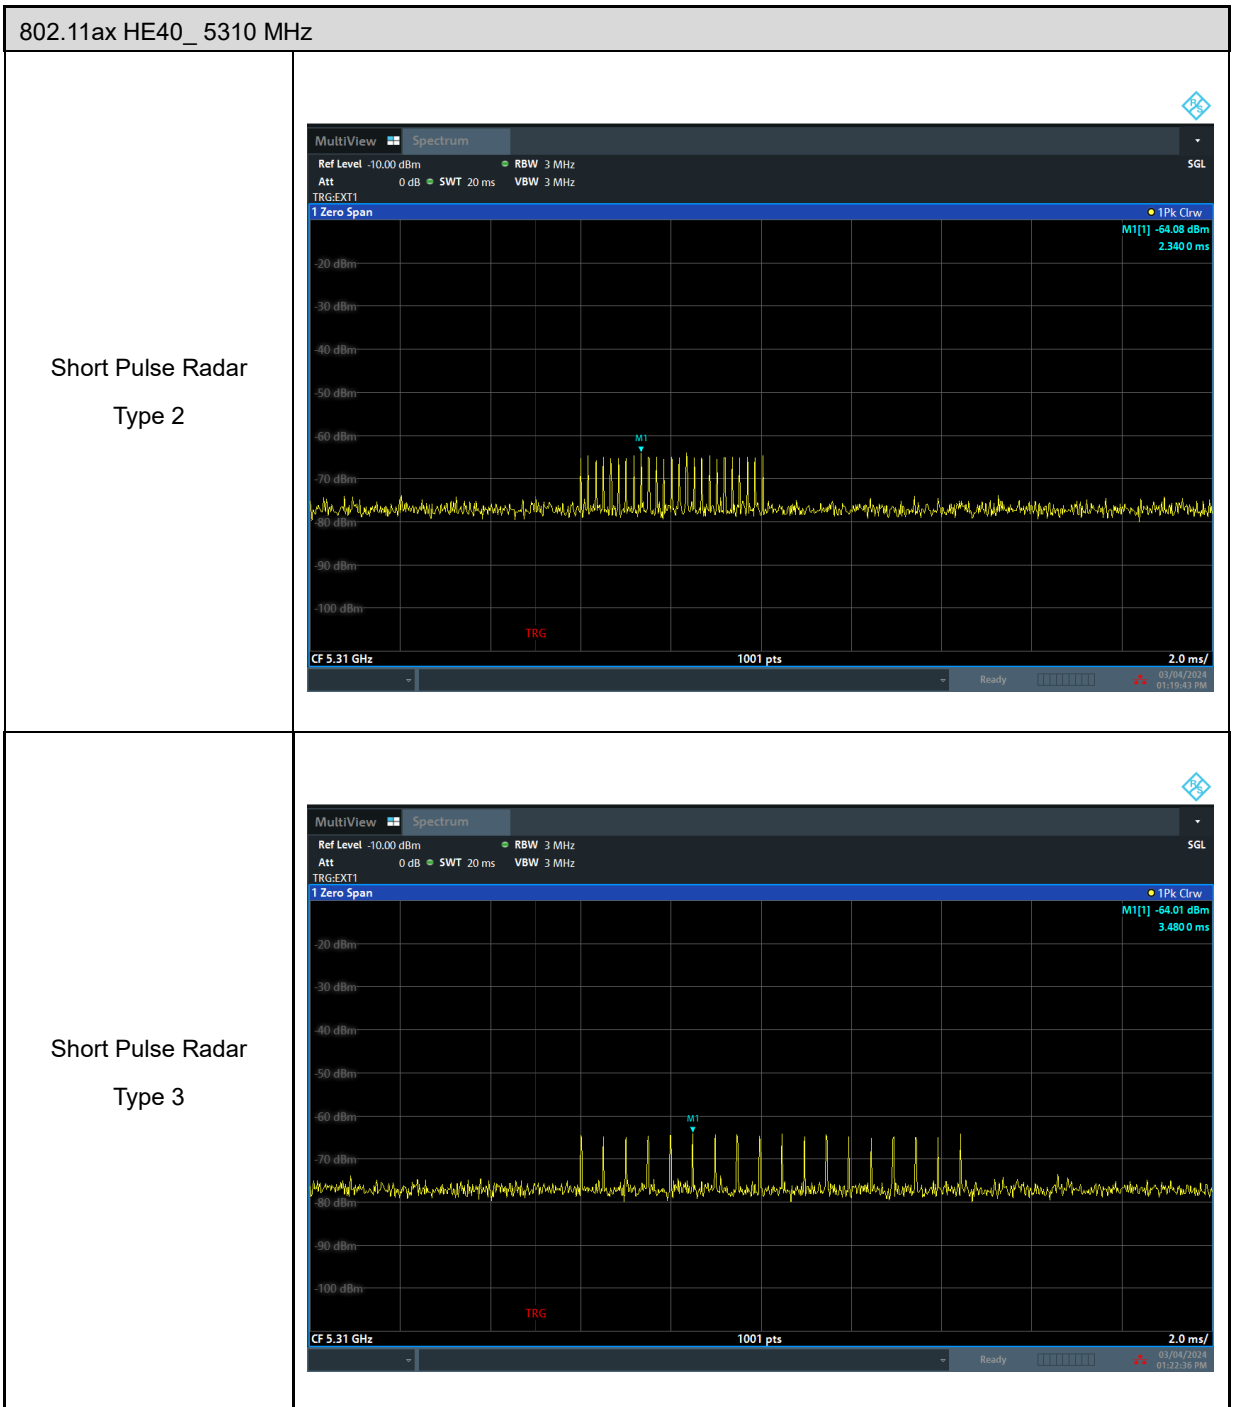 802.11ax HE40_ 5310 MHz
Short Pulse Radar
Type 2
R S
MultiView Spectrum
Ref Level -10.00 dBm RBW 3 MHz SGL
Att 0 dB SWT 20 ms VBW 3 MHz
TRG:EXT1
1 Zero Span 1Pk Clrw
M1[1] -64.08 dBm
2.3400 ms
-20 dBm
-30 dBm
-40 dBm
-50 dBm
-60 dBm
M1
-70 dBm
-80 dBm
-90 dBm
-100 dBm
TRG
CF 5.31 GHz 1001 pts 2.0 ms/
Ready 03/04/2024
01:19:43 PM
Short Pulse Radar
Type 3
R S
MultiView Spectrum
Ref Level -10.00 dBm RBW 3 MHz SGL
Att 0 dB SWT 20 ms VBW 3 MHz
TRG:EXT1
1 Zero Span 1Pk Clrw
M1[1] -64.01 dBm
3.4800 ms
-20 dBm
-30 dBm
-40 dBm
-50 dBm
-60 dBm
M1
-70 dBm
-80 dBm
-90 dBm
-100 dBm
TRG
CF 5.31 GHz 1001 pts 2.0 ms/
Ready 03/04/2024
01:22:36 PM